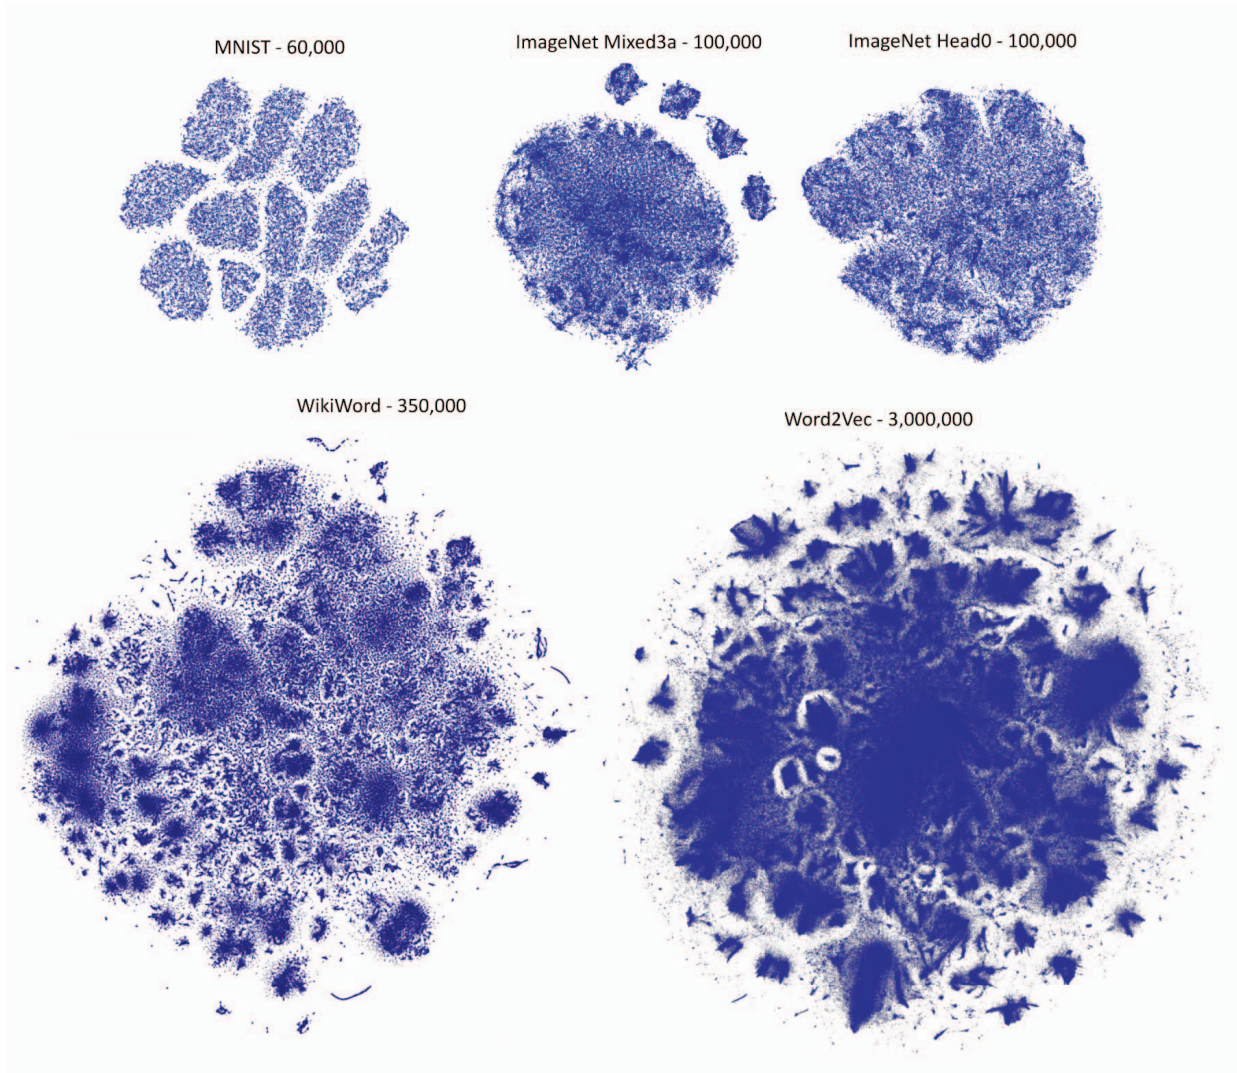 MNIST - 60,000
ImageNet Mixed3a - 100,000
ImageNet Head0 - 100,000
WikiWord - 350,000
Word2Vec - 3,000,000